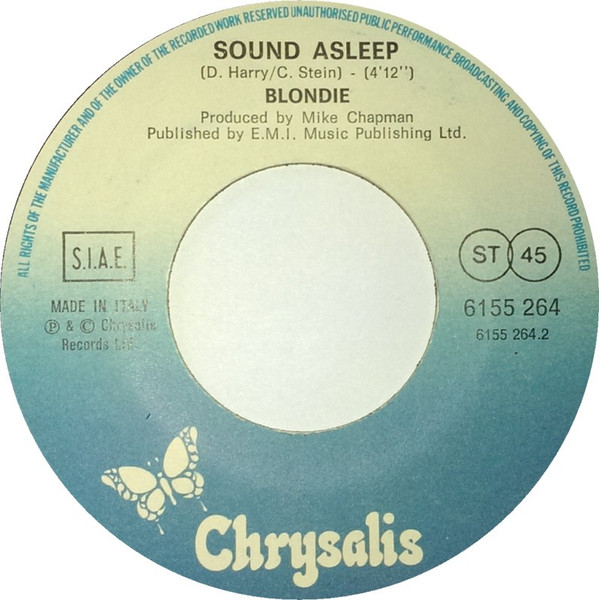 ALL RIGHTS OF THE MANUFACTURER AND OF THE OWNER OF THE RECORDED WORK RESERVED UNAUTHORISED PUBLIC PERFORMANCE BROADCASTING AND COPYING OF THIS RECORD PROHIBITED
SOUND ASLEEP
(D. Harry/C. Stein) - (4'12'')
BLONDIE
Produced by Mike Chapman
Published by E.M.I. Music Publishing Ltd.
S.I.A.E.
ST 45
MADE IN ITALY
Ⓟ & © Chrysalis
Records Ltd.
6155 264
6155 264.2
Chrysalis